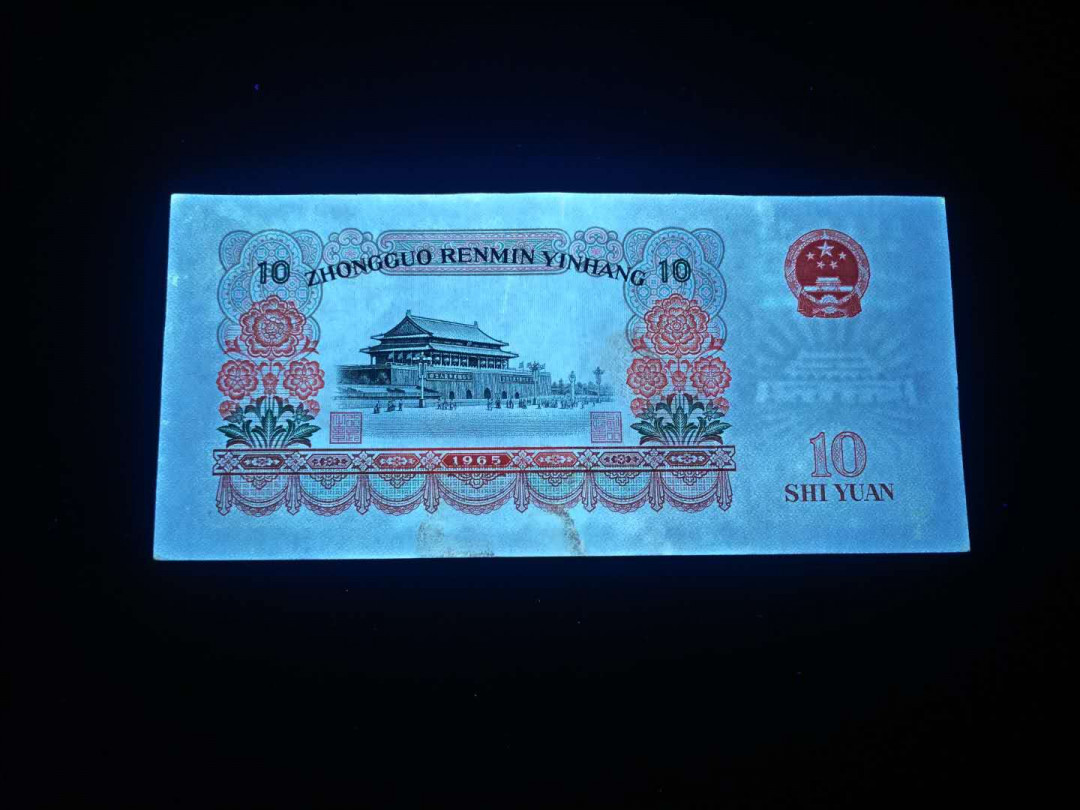 10 ZHONGGUO RENMIN YINHANG 10
1965
10
SHI YUAN